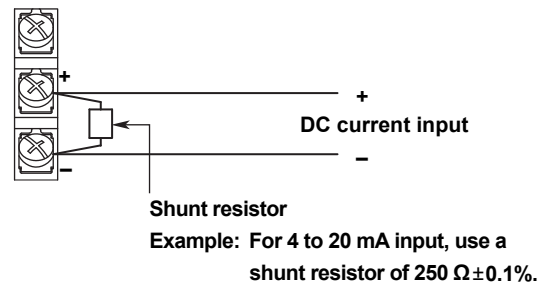 +
+
DC current input
–
–
Shunt resistor
Example: For 4 to 20 mA input, use a
shunt resistor of 250 Ω±0.1%.